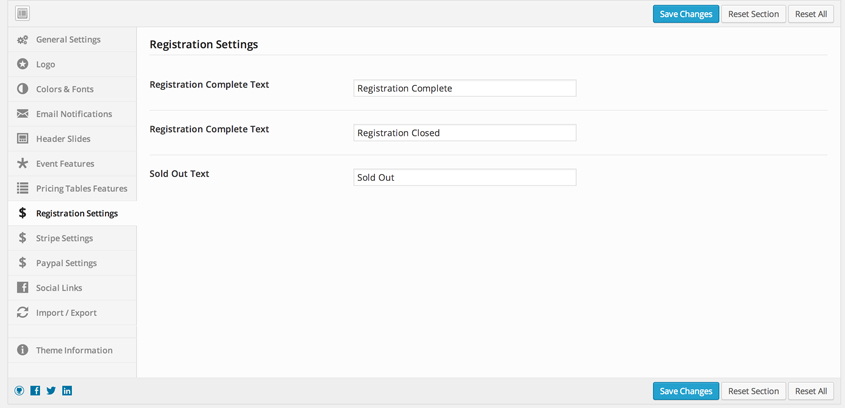 Save Changes Reset Section Reset All
General Settings
Logo
Colors & Fonts
Email Notifications
Header Slides
Event Features
Pricing Tables Features
Registration Settings
Stripe Settings
Paypal Settings
Social Links
Import / Export
Theme Information
Registration Settings
Registration Complete Text Registration Complete
Registration Complete Text Registration Closed
Sold Out Text Sold Out
Save Changes Reset Section Reset All